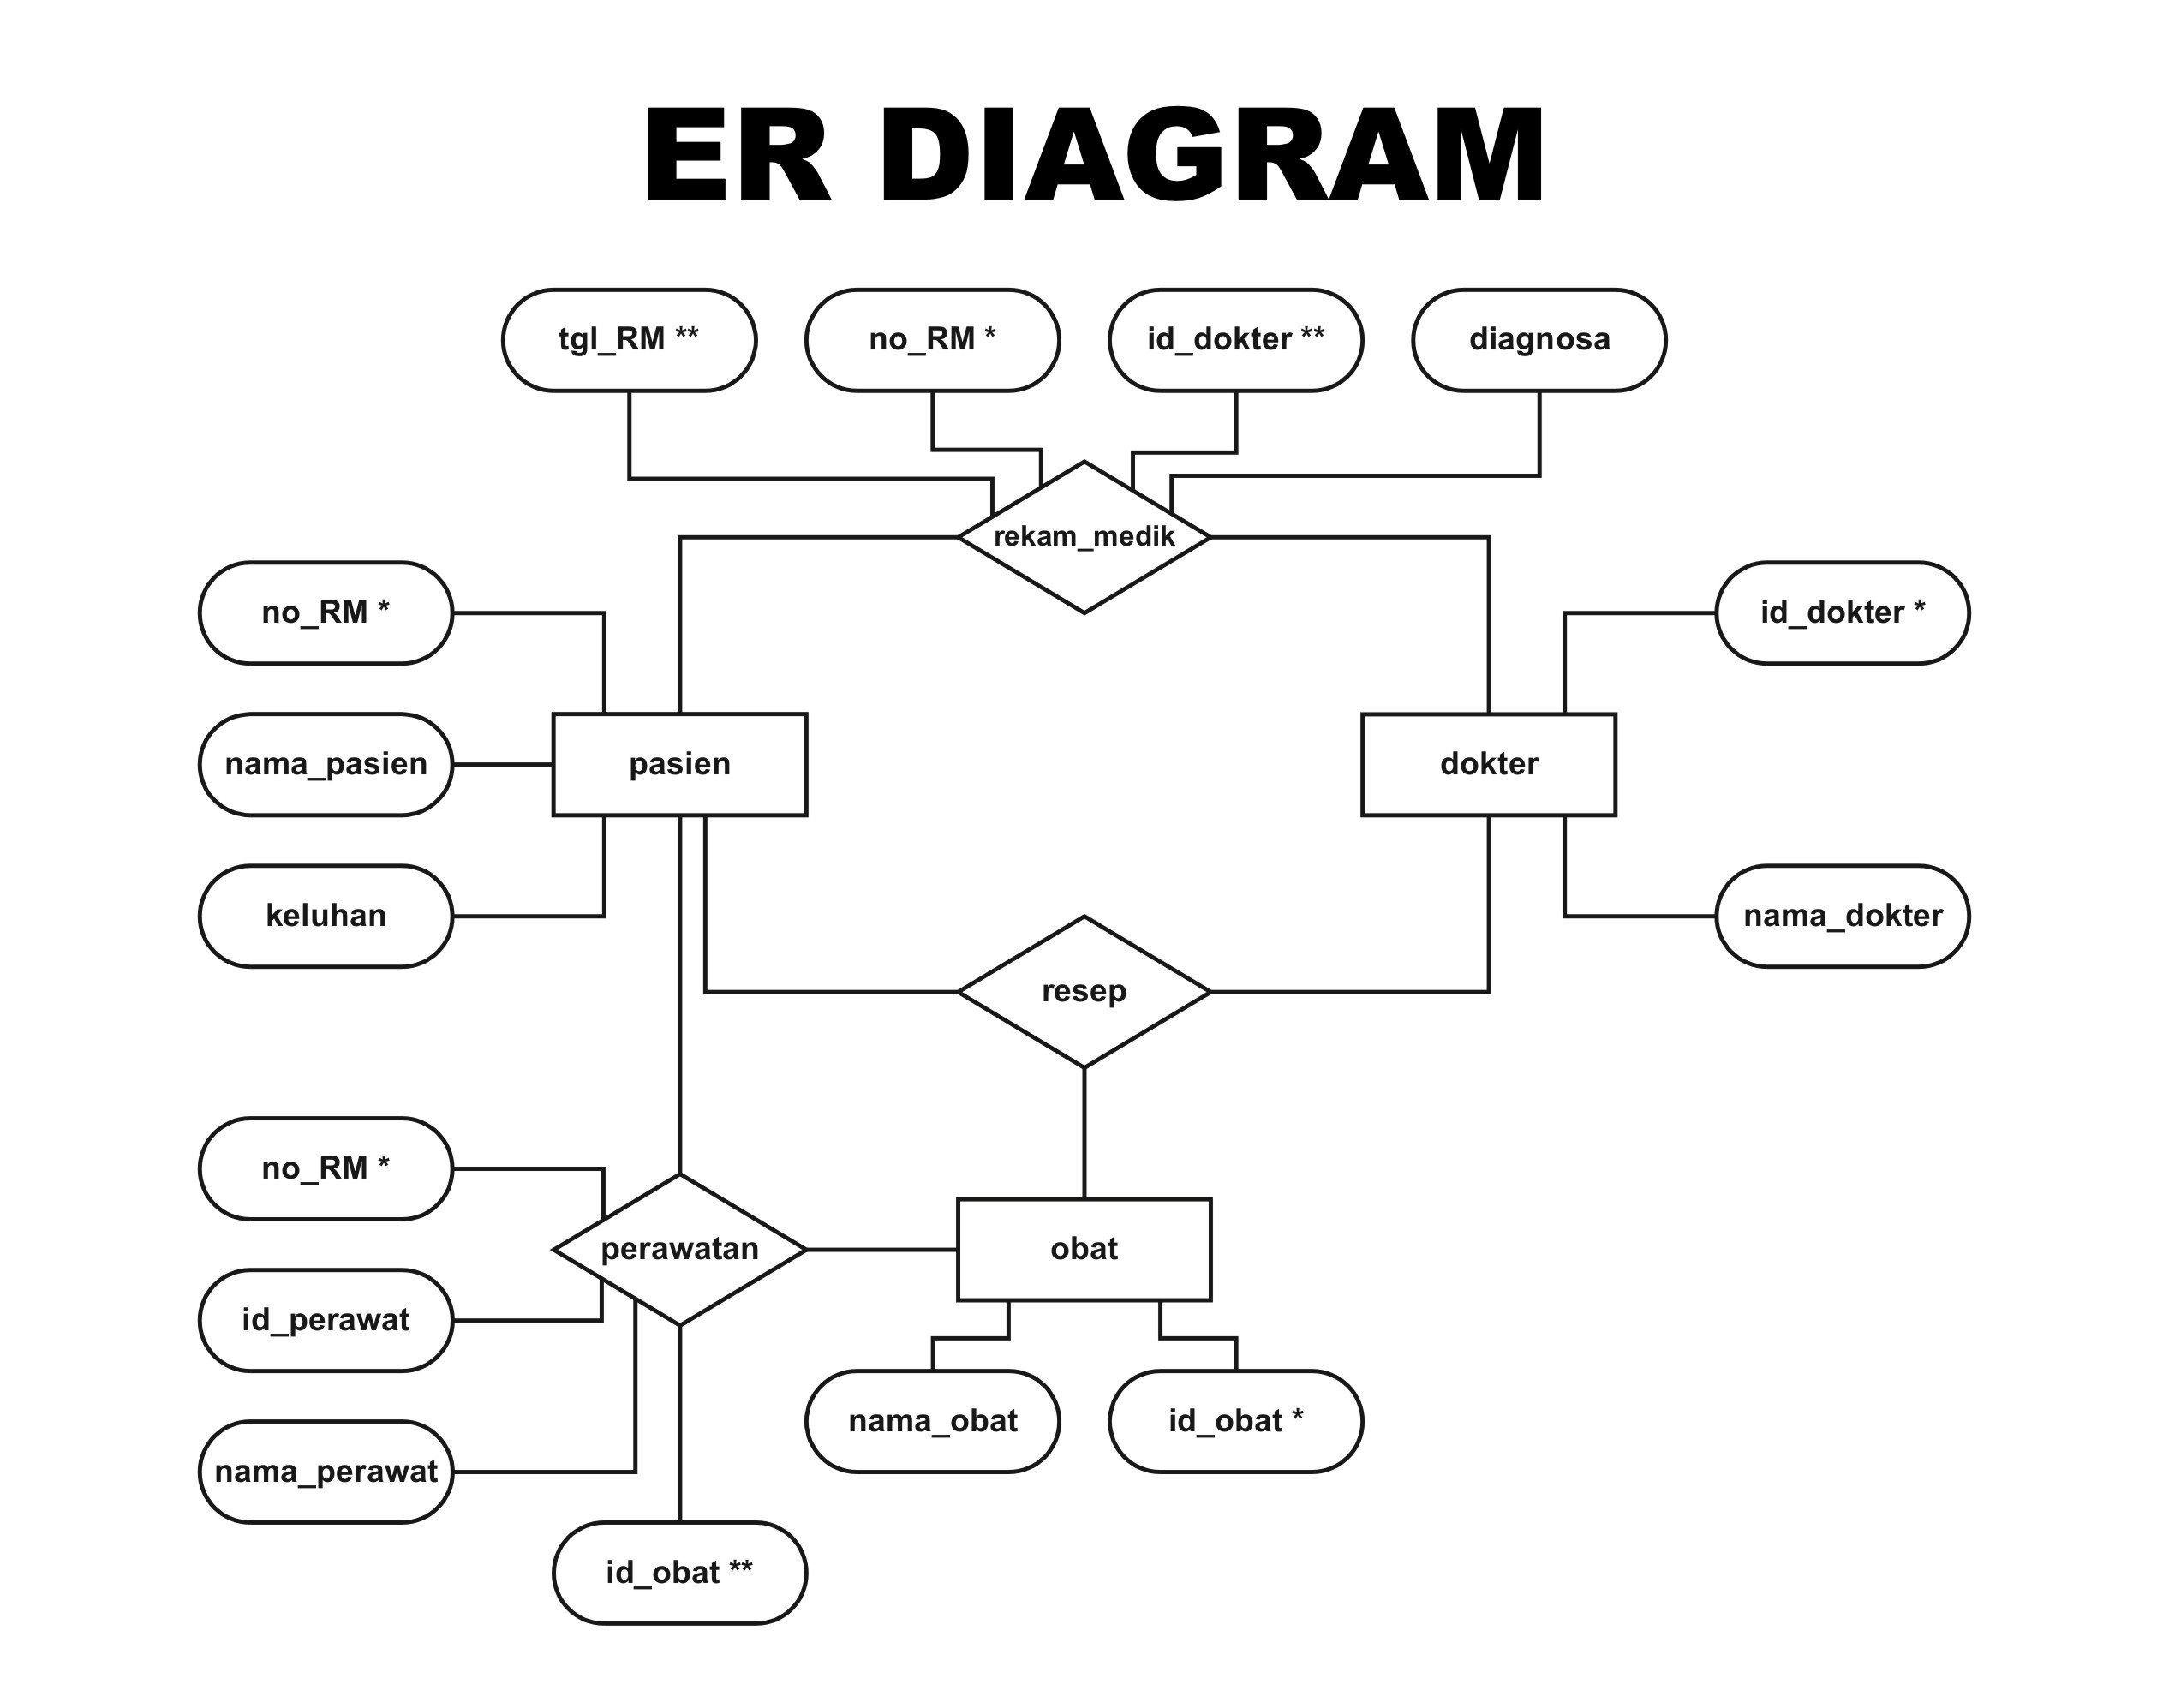 ER DIAGRAM
tgl_RM **
no_RM *
id_dokter **
diagnosa
rekam_medik
no_RM *
id_dokter *
nama_pasien
pasien
dokter
keluhan
nama_dokter
resep
no_RM *
perawatan
obat
id_perawat
nama_obat
id_obat *
nama_perawat
id_obat **